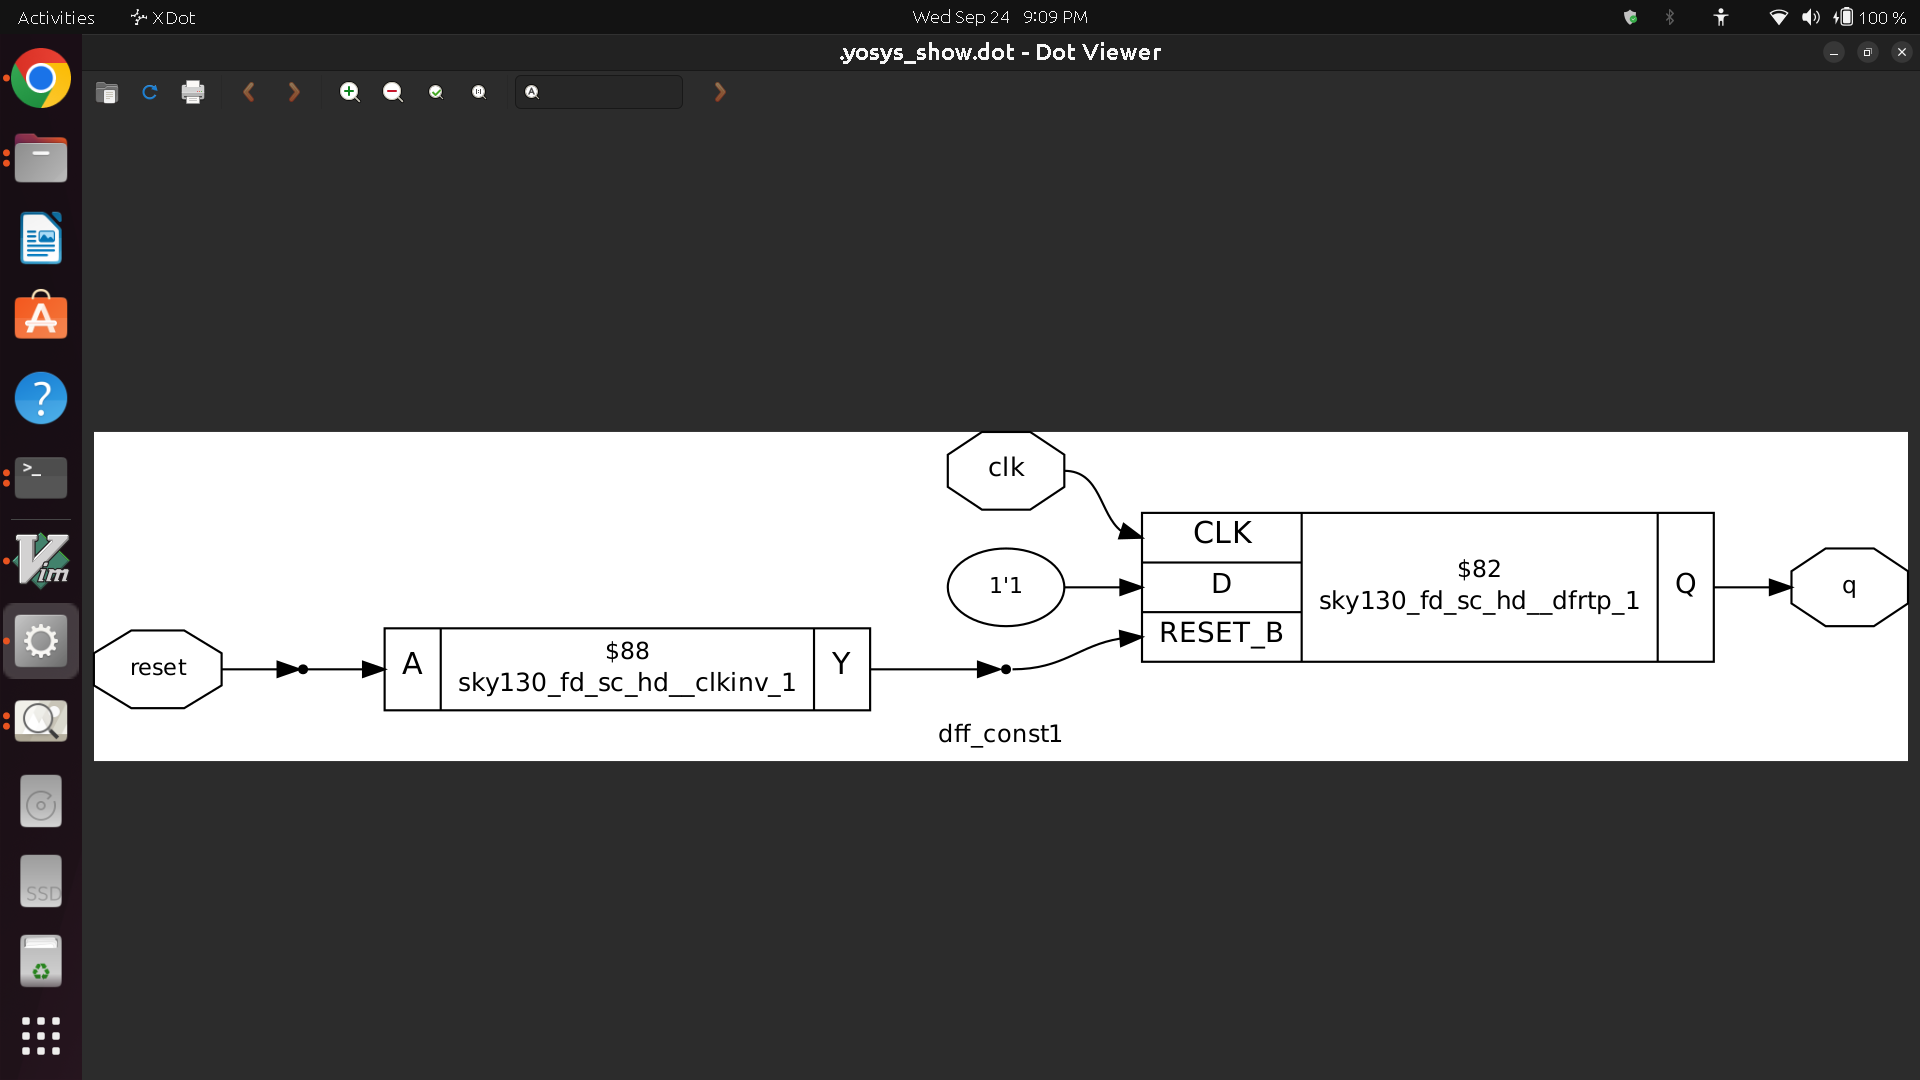 Activities
XDot
Wed Sep 24 9:09 PM
100 %
.yosys_show.dot - Dot Viewer
clk
CLK
1'1
D
RESET_B
$82
sky130_fd_sc_hd__dfrtp_1
Q
q
reset
A
$88
sky130_fd_sc_hd__clkinv_1
Y
dff_const1
>_
Vim
SSD